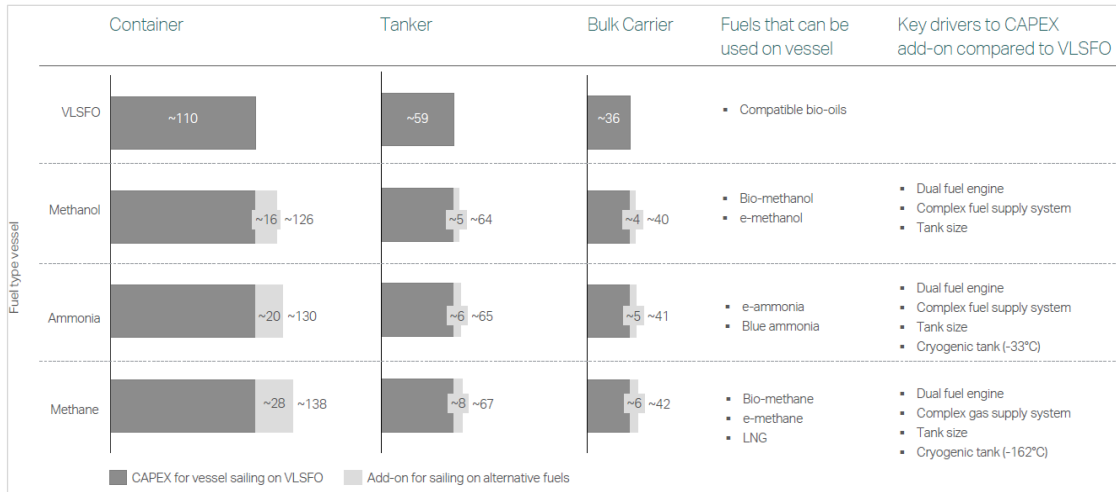 Container
Tanker
Bulk Carrier
Fuels that can be
used on vessel
Key drivers to CAPEX
add-on compared to VLSFO
Fuel type vessel
VLSFO
~110
~59
~36
▪ Compatible bio-oils
Methanol
~16 ~126
~5 ~64
~4 ~40
▪ Bio-methanol
▪ e-methanol
▪ Dual fuel engine
▪ Complex fuel supply system
▪ Tank size
Ammonia
~20 ~130
~6 ~65
~5 ~41
▪ e-ammonia
▪ Blue ammonia
▪ Dual fuel engine
▪ Complex fuel supply system
▪ Tank size
▪ Cryogenic tank (-33°C)
Methane
~28 ~138
~8 ~67
~6 ~42
▪ Bio-methane
▪ e-methane
▪ LNG
▪ Dual fuel engine
▪ Complex gas supply system
▪ Tank size
▪ Cryogenic tank (-162°C)
CAPEX for vessel sailing on VLSFO
Add-on for sailing on alternative fuels